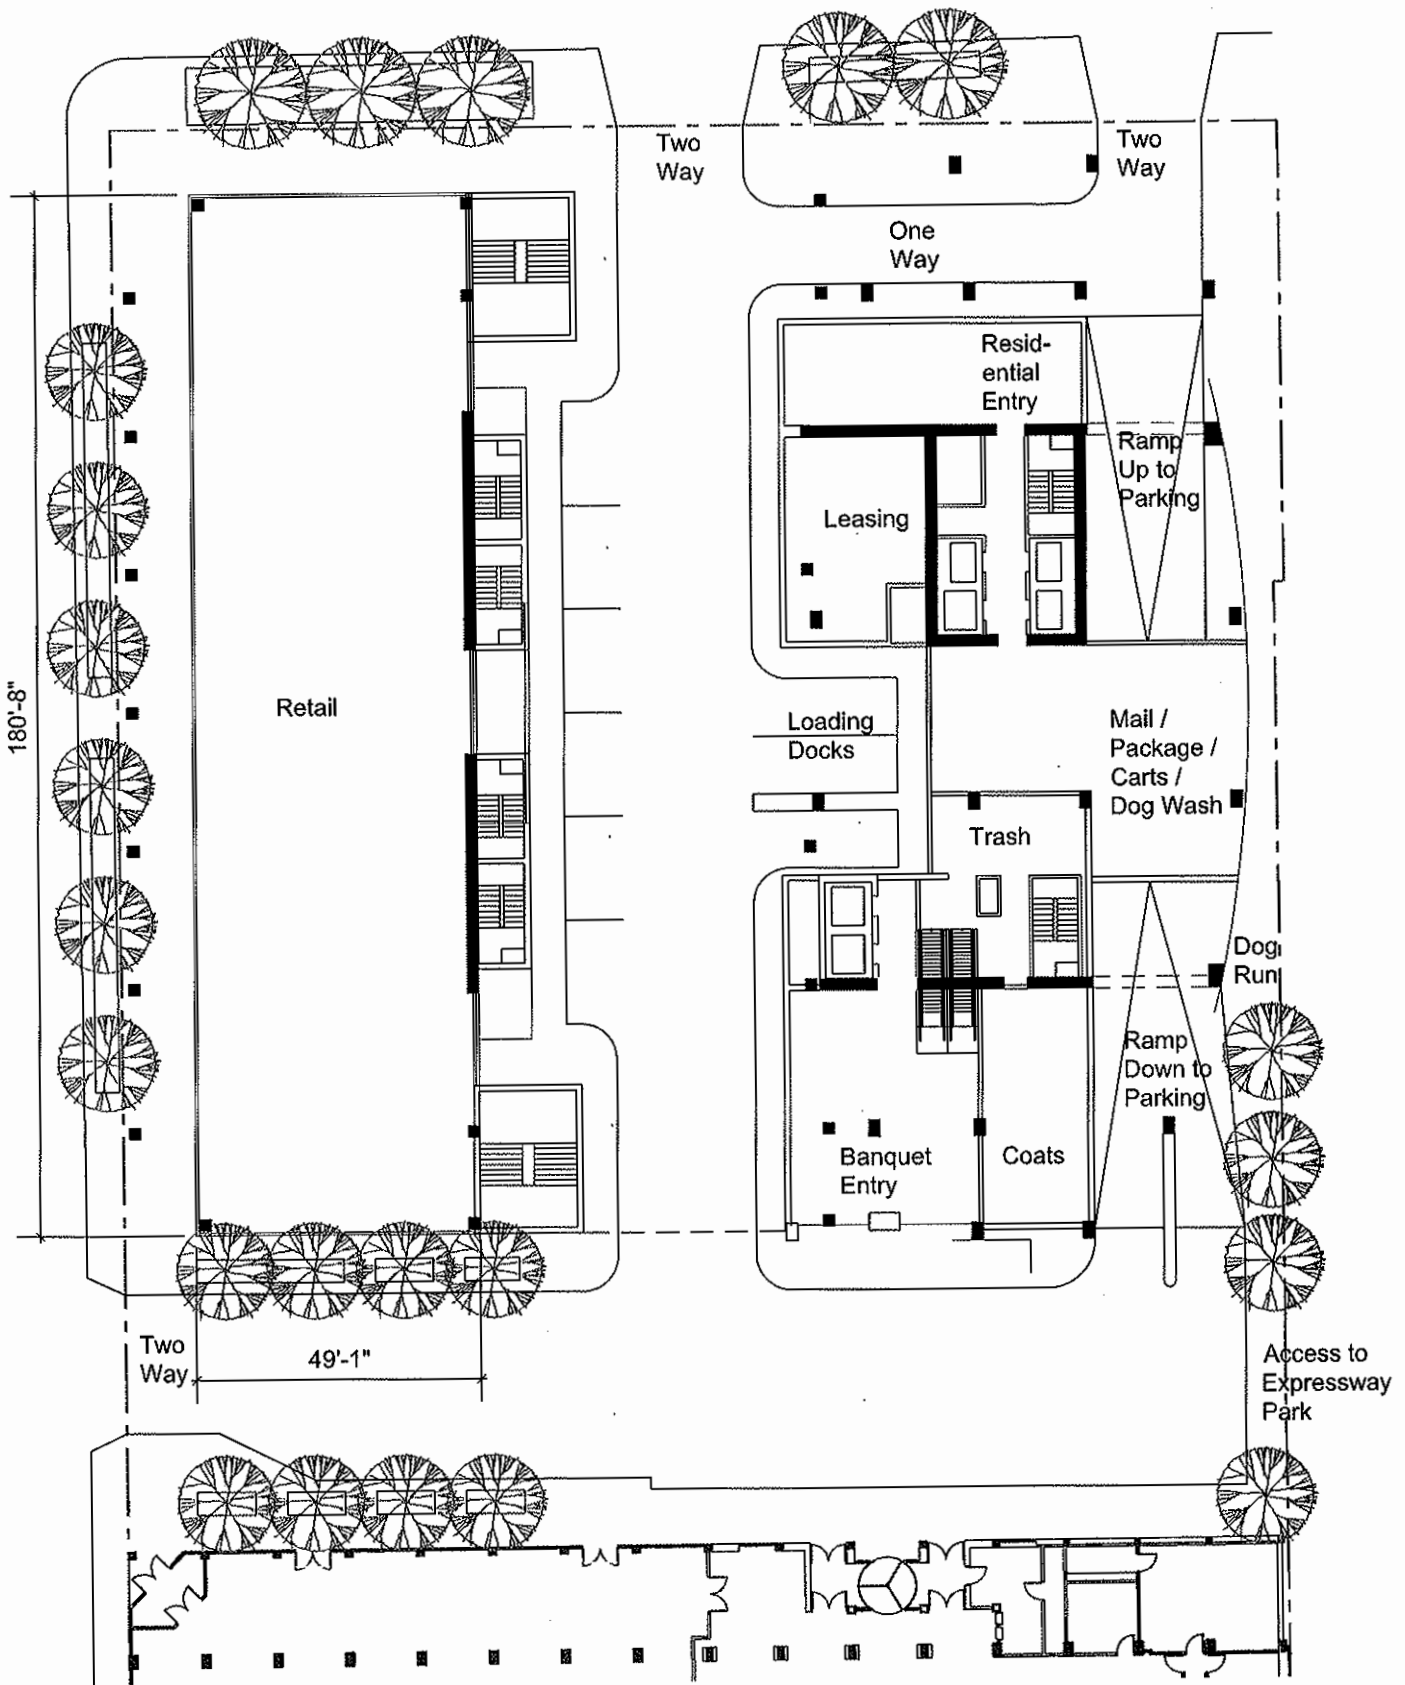 Two
Way
Two
Way
One
Way
Resid-
ential
Entry
Ramp
Up to
Parking
Leasing
180'-8"
Retail
Loading
Docks
Mail /
Package /
Carts /
Dog Wash
Trash
Dog
Run
Ramp
Down to
Parking
Banquet
Entry
Coats
Two
Way
49'-1"
Access to
Expressway
Park